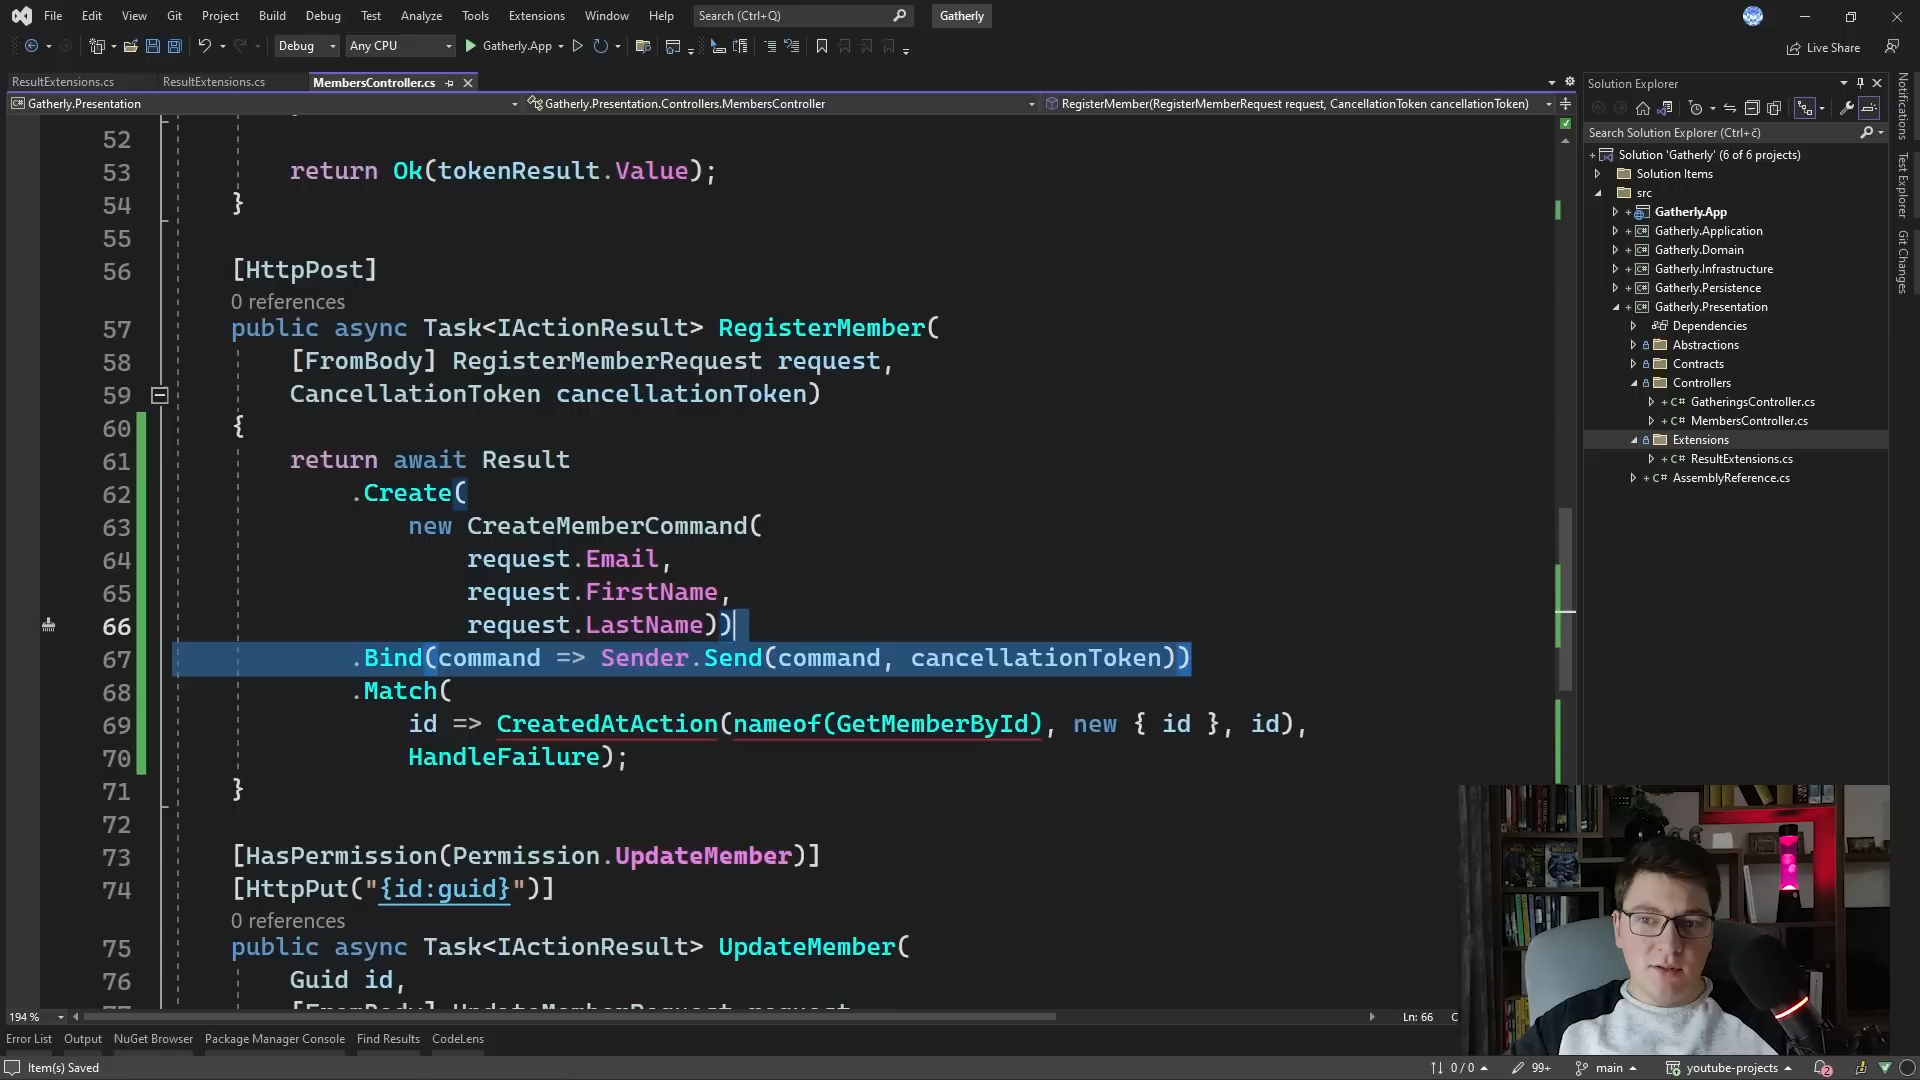 File Edit View Git Project Build Debug Test Analyze Tools Extensions Window Help Search (Ctrl+Q) Gatherly
Debug Any CPU Gatherly.App Live Share
ResultExtensions.cs ResultExtensions.cs MembersController.cs
Gatherly.Presentation Gatherly.Presentation.Controllers.MembersController RegisterMember(RegisterMemberRequest request, CancellationToken cancellationToken)
52
53 return Ok(tokenResult.Value);
54 }
55
56 [HttpPost]
0 references
57 public async Task<IActionResult> RegisterMember(
58 [FromBody] RegisterMemberRequest request,
59 CancellationToken cancellationToken)
60 {
61 return await Result
62 .Create(
63 new CreateMemberCommand(
64 request.Email,
65 request.FirstName,
66 request.LastName))
67 .Bind(command => Sender.Send(command, cancellationToken))
68 .Match(
69 id => CreatedAtAction(nameof(GetMemberById), new { id }, id),
70 HandleFailure);
71 }
72
73 [HasPermission(Permission.UpdateMember)]
74 [HttpPut("{id:guid}")]
0 references
75 public async Task<IActionResult> UpdateMember(
76 Guid id,
[FromBody] UpdateMemberRequest request
194 % Ln: 66
Error List Output NuGet Browser Package Manager Console Find Results CodeLens
Item(s) Saved 0 / 0 99+ main youtube-projects 2
Solution Explorer
Search Solution Explorer (Ctrl+č)
Solution 'Gatherly' (6 of 6 projects)
Solution Items
src
Gatherly.App
Gatherly.Application
Gatherly.Domain
Gatherly.Infrastructure
Gatherly.Persistence
Gatherly.Presentation
Dependencies
Abstractions
Contracts
Controllers
C# GatheringsController.cs
C# MembersController.cs
Extensions
C# ResultExtensions.cs
C# AssemblyReference.cs
Notifications
Test Explorer
Git Changes